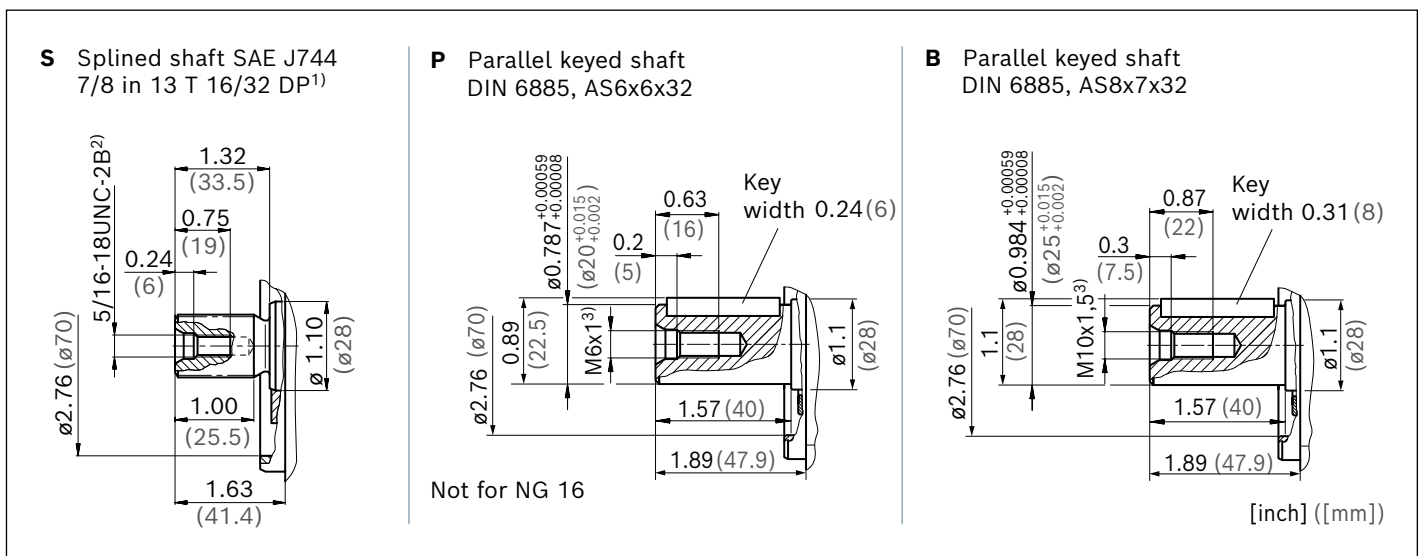 S Splined shaft SAE J744
7/8 in 13 T 16/32 DP1)
5/16-18UNC-2B2)
1.32
(33.5)
0.75
(19)
0.24
(6)
ø2.76 (ø70)
ø 1.10
(ø28)
1.00
(25.5)
1.63
(41.4)
P Parallel keyed shaft
DIN 6885, AS6x6x32
ø0.787 +0.00059 +0.00008
(ø20 +0.015 +0.002)
0.63
(16)
0.2
(5)
Key
width 0.24 (6)
ø2.76 (ø70)
0.89
(22.5)
M6x13)
ø1.1
(ø28)
1.57 (40)
1.89 (47.9)
Not for NG 16
B Parallel keyed shaft
DIN 6885, AS8x7x32
ø0.984 +0.00059 +0.00008
(ø25 +0.015 +0.002)
0.87
(22)
0.3
(7.5)
Key
width 0.31 (8)
ø2.76 (ø70)
1.1
(28)
M10x1,53)
ø1.1
(ø28)
1.57 (40)
1.89 (47.9)
[inch] ([mm])